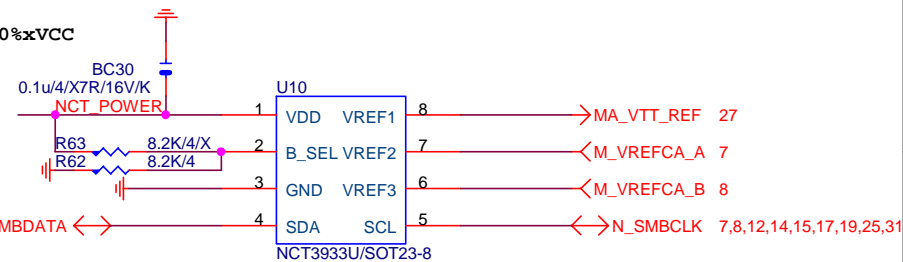 0%xVCC
BC30
0.1u/4/X7R/16V/K
U10
NCT_POWER
1 VDD VREF1 8 MA_VTT_REF 27
R63 8.2K/4/X 2 B_SEL VREF2 7 M_VREFCA_A 7
R62 8.2K/4
3 GND VREF3 6 M_VREFCA_B 8
MBDATA 4 SDA SCL 5 N_SMBCLK 7,8,12,14,15,17,19,25,31
NCT3933U/SOT23-8